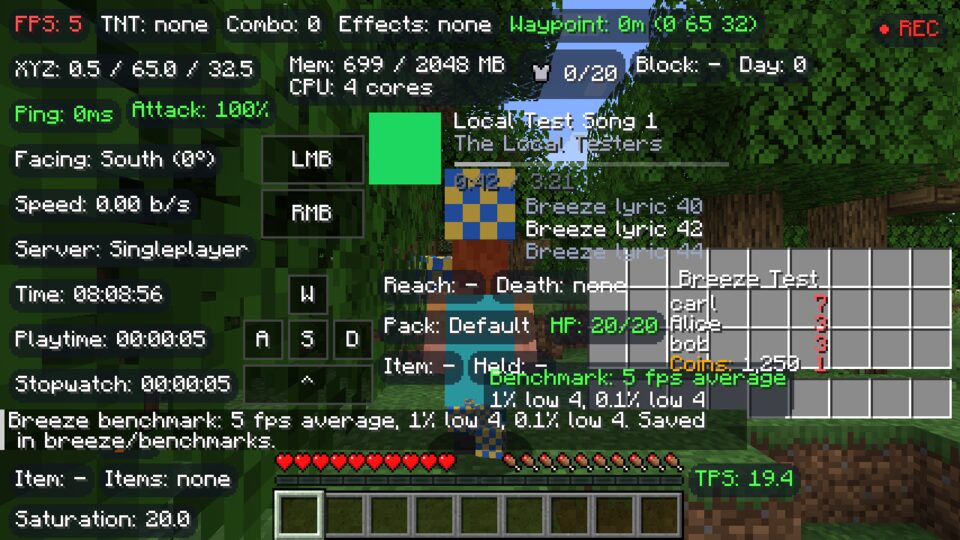 FPS: 5 TNT: none Combo: 0 Effects: none Waypoint: 0m (0 65 32) REC
XYZ: 0.5 / 65.0 / 32.5 Mem: 699 / 2048 MB 0/20 Block: - Day: 0
CPU: 4 cores
Ping: 0ms Attack: 100%
Local Test Song 1
The Local Testers
0:42 / 3:21
Facing: South (0°) LMB
Breeze lyric 40
Speed: 0.00 b/s RMB
Breeze lyric 42
Server: Singleplayer
Breeze lyric 44
Breeze Test
Time: 08:08:56 W
Reach: - Death: none
carl 7
Alice 3
Playtime: 00:00:05 A S D
Pack: Default HP: 20/20
bob 3
Coins: 1,250 1
Item: - Held: -
Stopwatch: 00:00:05 ^
Benchmark: 5 fps average
1% low 4, 0.1% low 4
Breeze benchmark: 5 fps average, 1% low 4, 0.1% low 4. Saved
in breeze/benchmarks.
Item: - Items: none TPS: 19.4
Saturation: 20.0